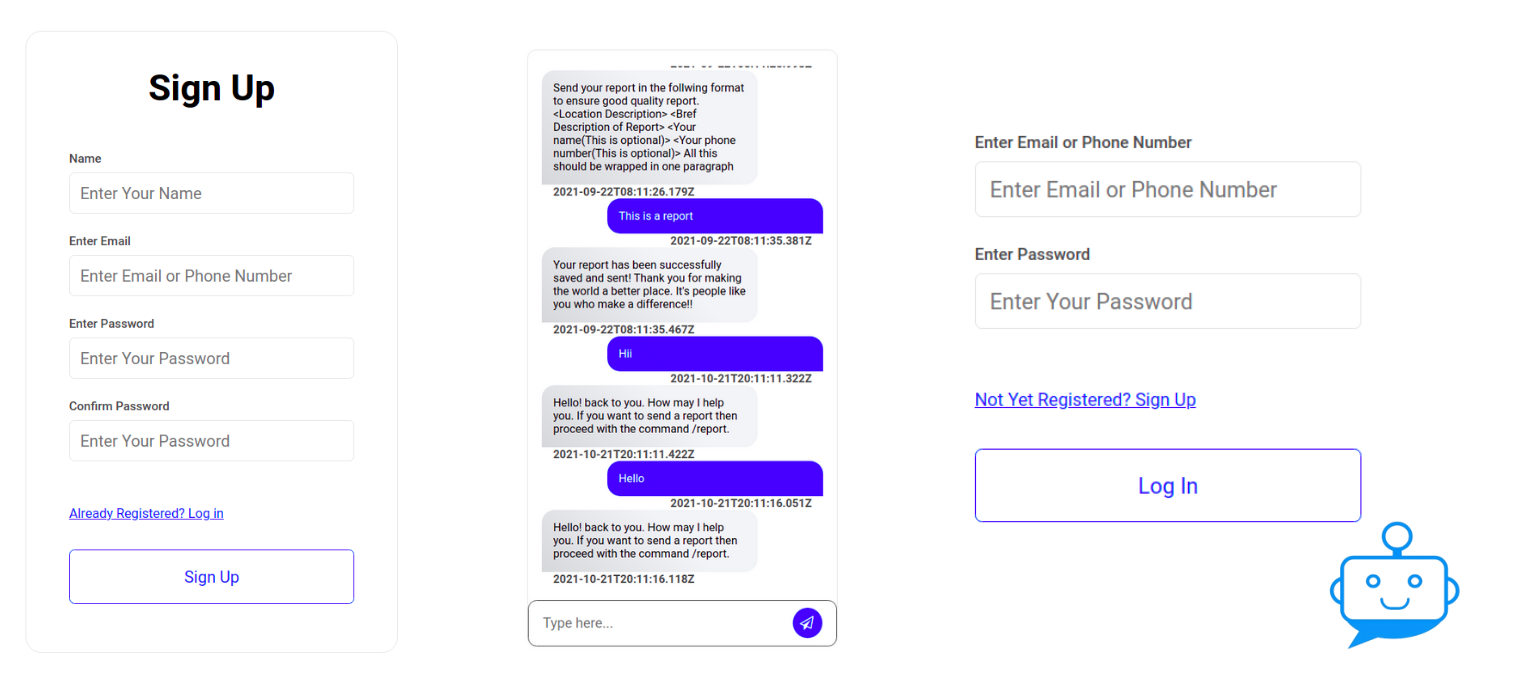 Sign Up
Name
Enter Your Name
Enter Email
Enter Email or Phone Number
Enter Password
Enter Your Password
Confirm Password
Enter Your Password
Already Registered? Log in
Sign Up
Send your report in the follwing format
to ensure good quality report.
<Location Description> <Bref
Description of Report> <Your
name(This is optional)> <Your phone
number(This is optional)> All this
should be wrapped in one paragraph
2021-09-22T08:11:26.179Z
This is a report
2021-09-22T08:11:35.381Z
Your report has been successfully
saved and sent! Thank you for making
the world a better place. It's people like
you who make a difference!!
2021-09-22T08:11:35.467Z
Hii
2021-10-21T20:11:11.322Z
Hello! back to you. How may I help
you. If you want to send a report then
proceed with the command /report.
2021-10-21T20:11:11.422Z
Hello
2021-10-21T20:11:16.051Z
Hello! back to you. How may I help
you. If you want to send a report then
proceed with the command /report.
2021-10-21T20:11:16.118Z
Type here...
Enter Email or Phone Number
Enter Email or Phone Number
Enter Password
Enter Your Password
Not Yet Registered? Sign Up
Log In